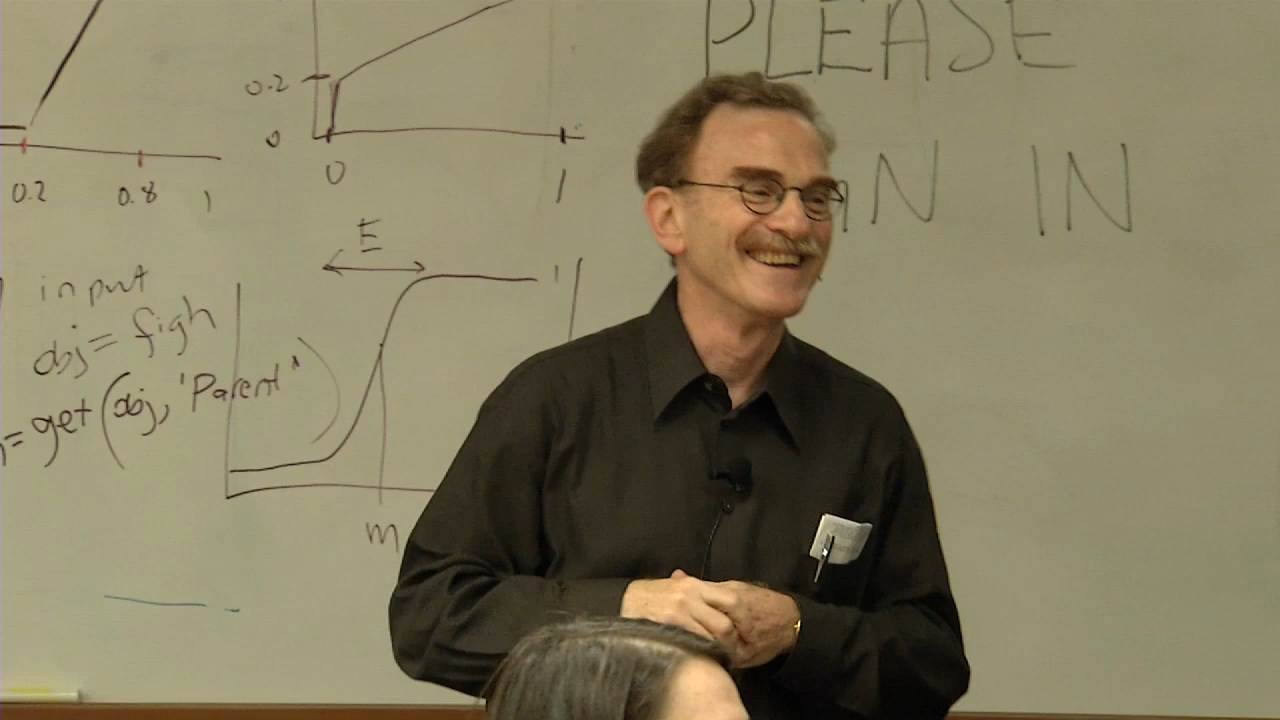 PLEASE
N IN
0.2
0
0 1
0.2 0.8 1
E
1
input
obj = figh
= get(obj, 'Parent')
m